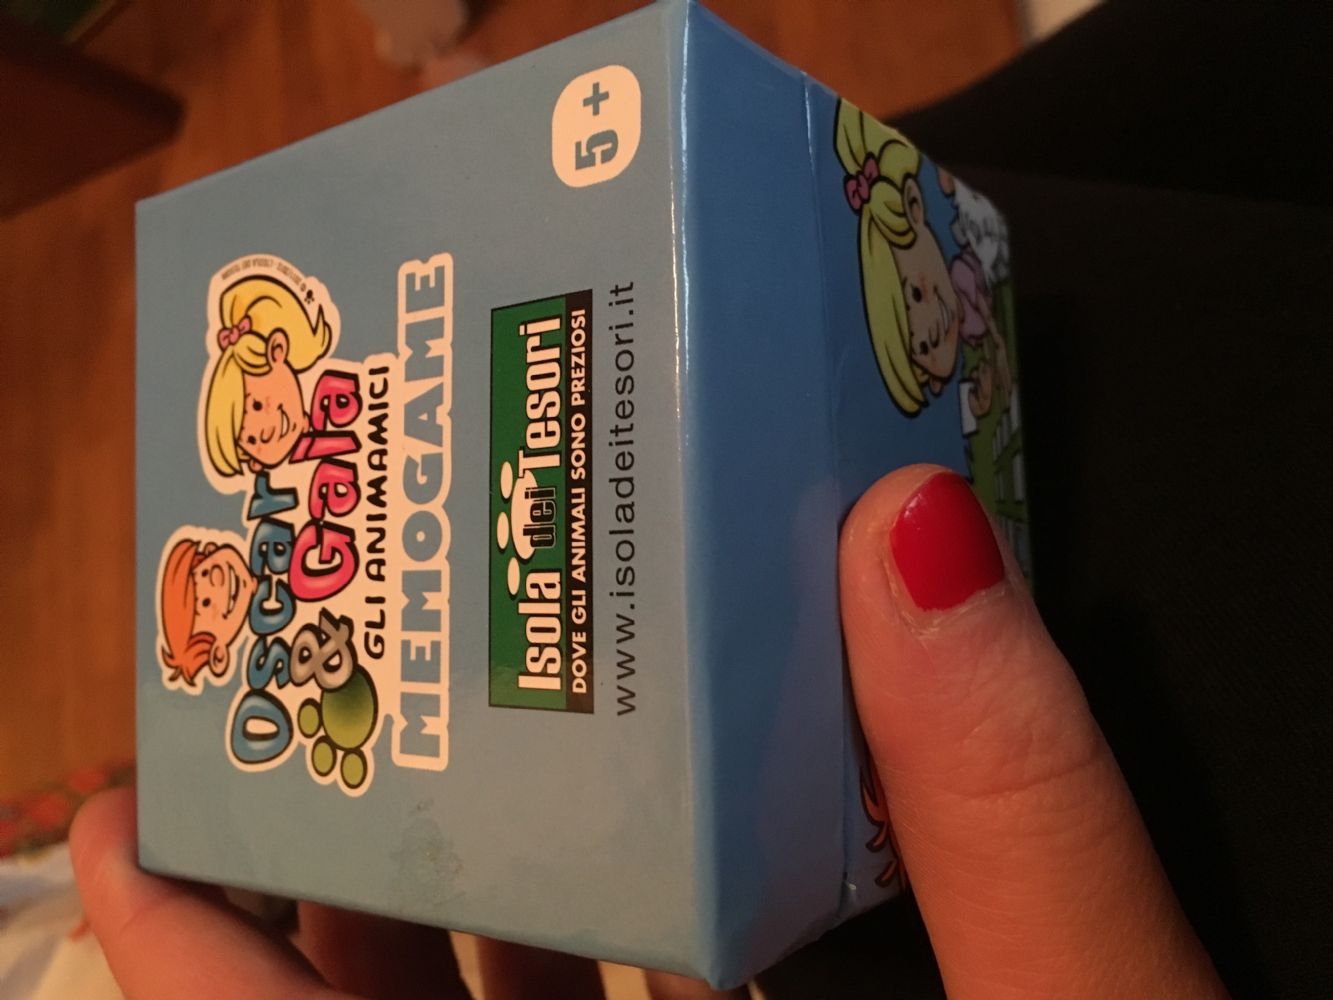 Oscar
& Gaia
GLI ANIMAMICI
MEMOGAME
Isola dei Tesori
DOVE GLI ANIMALI SONO PREZIOSI
www.isoladeitesori.it
5+